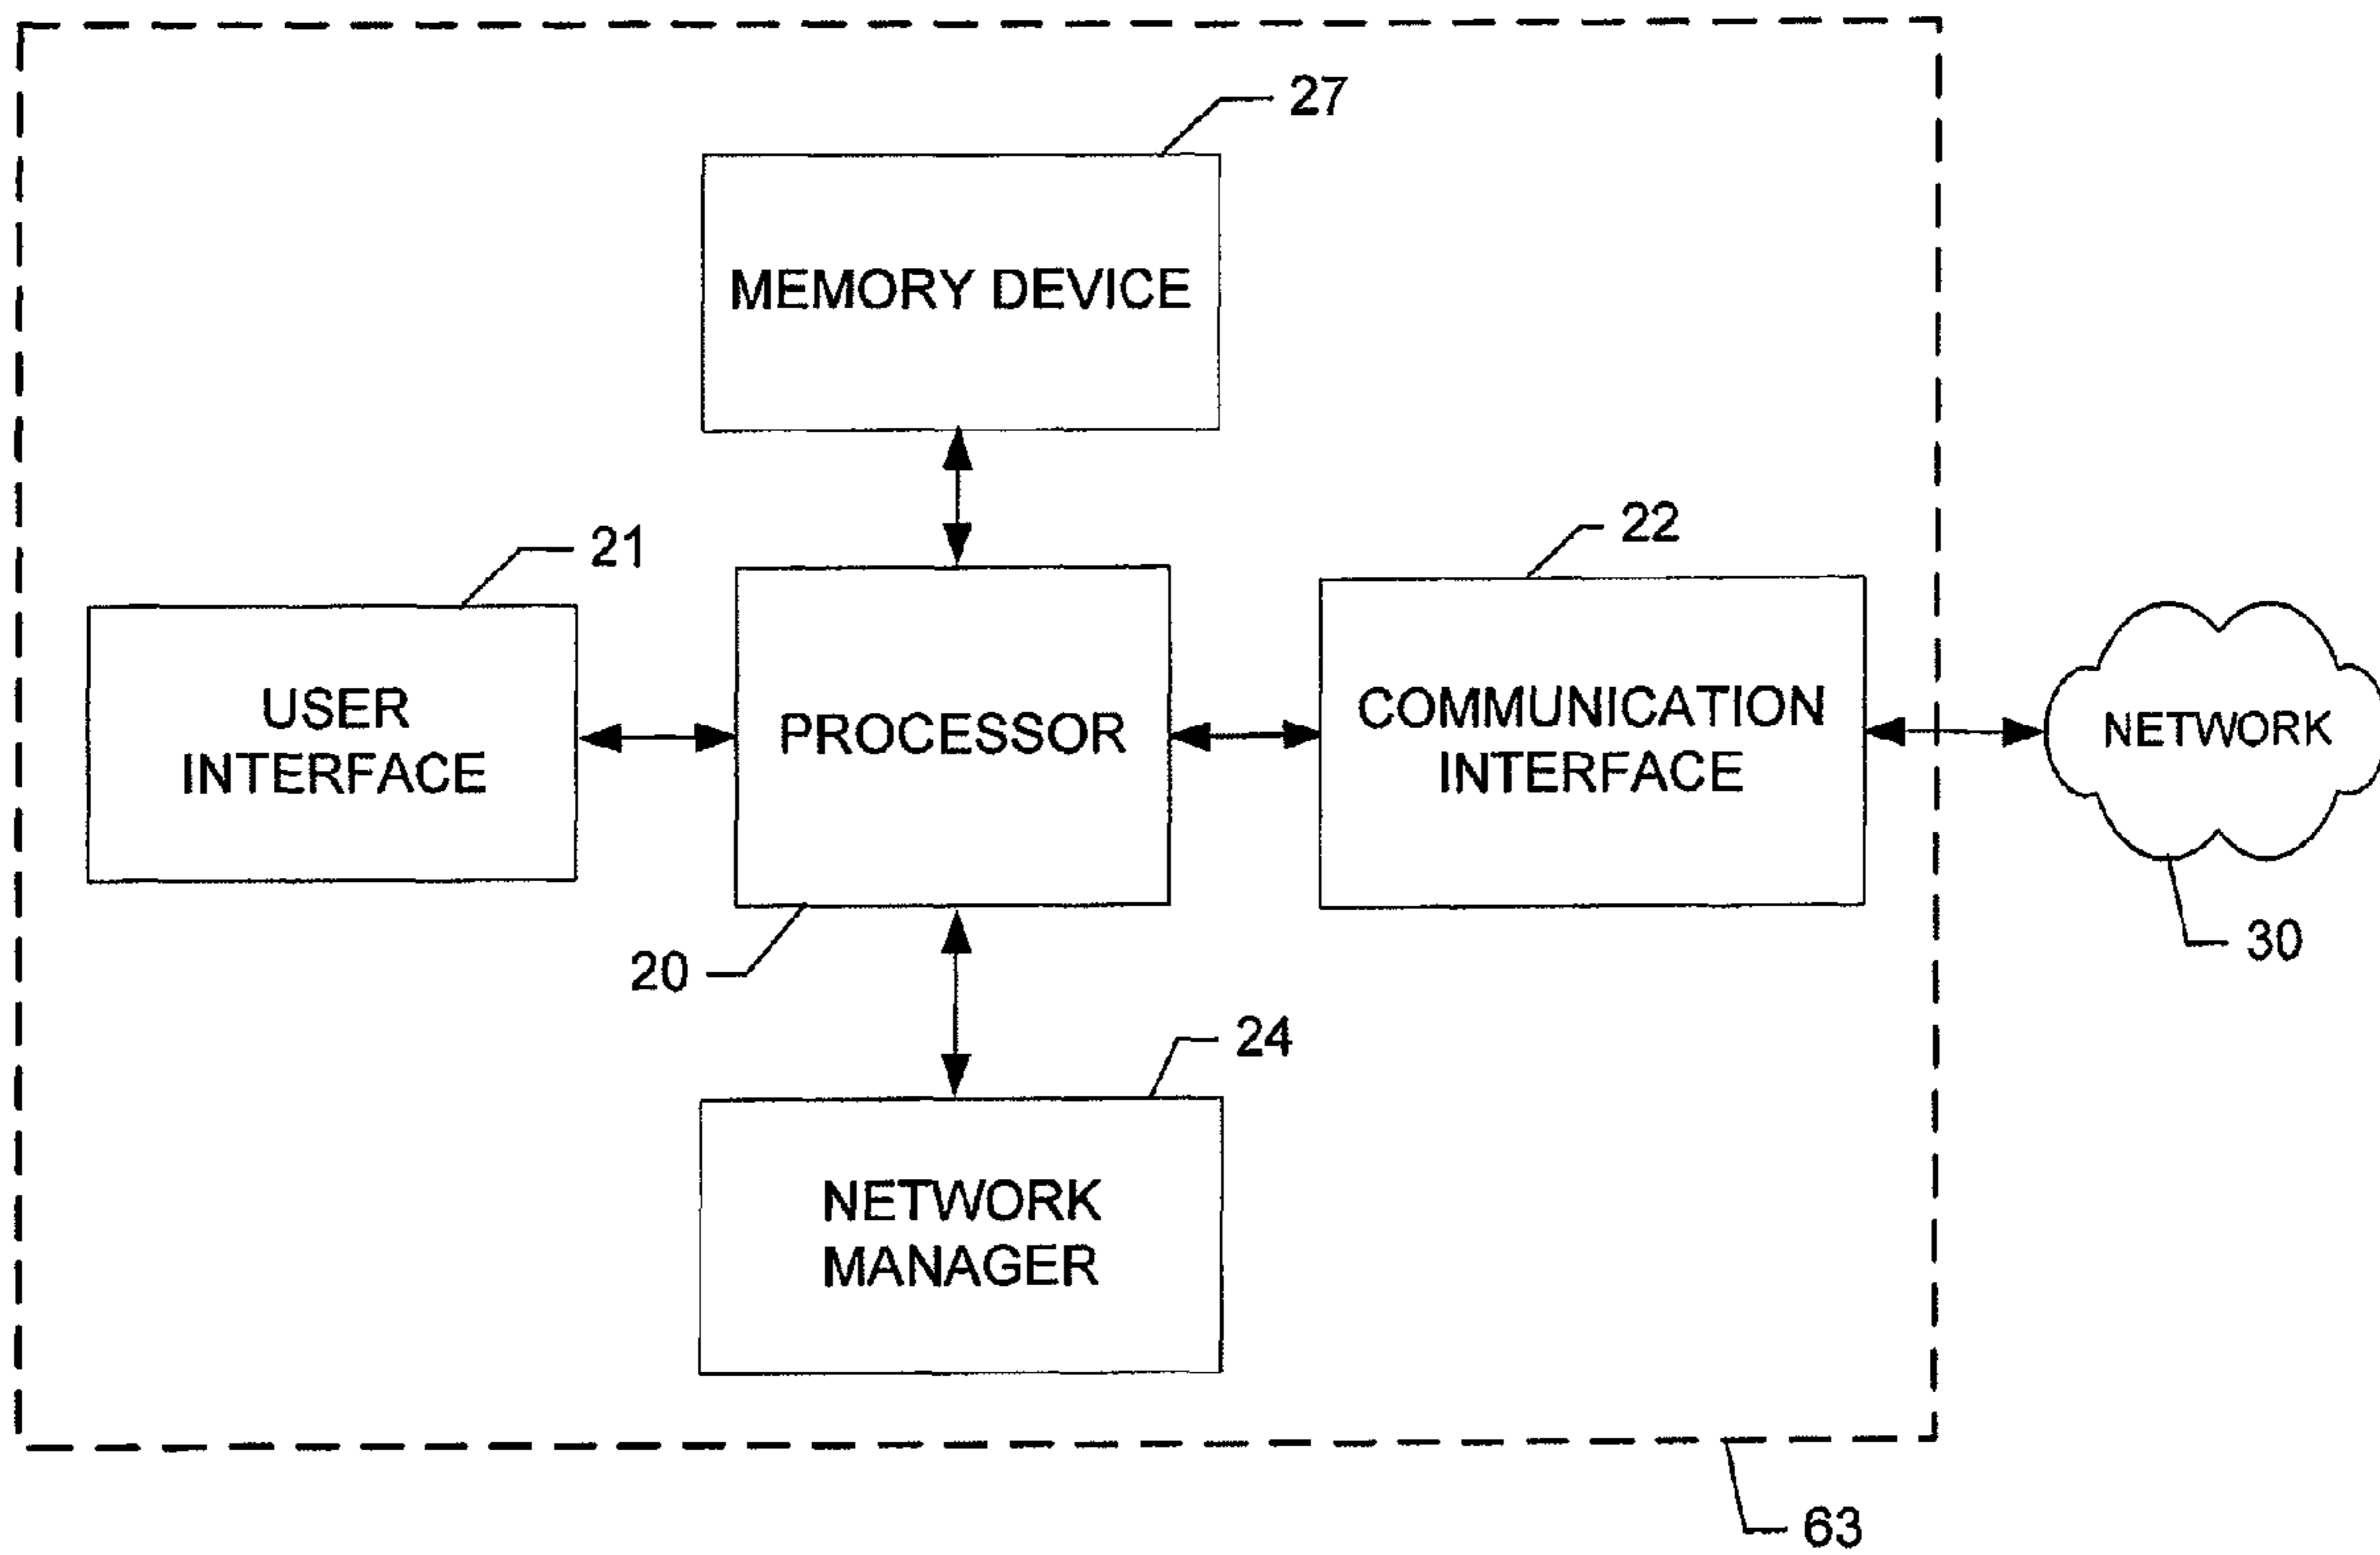 27
MEMORY DEVICE
21
22
USER
INTERFACE
PROCESSOR
COMMUNICATION
INTERFACE
NETWORK
20
30
24
NETWORK
MANAGER
63